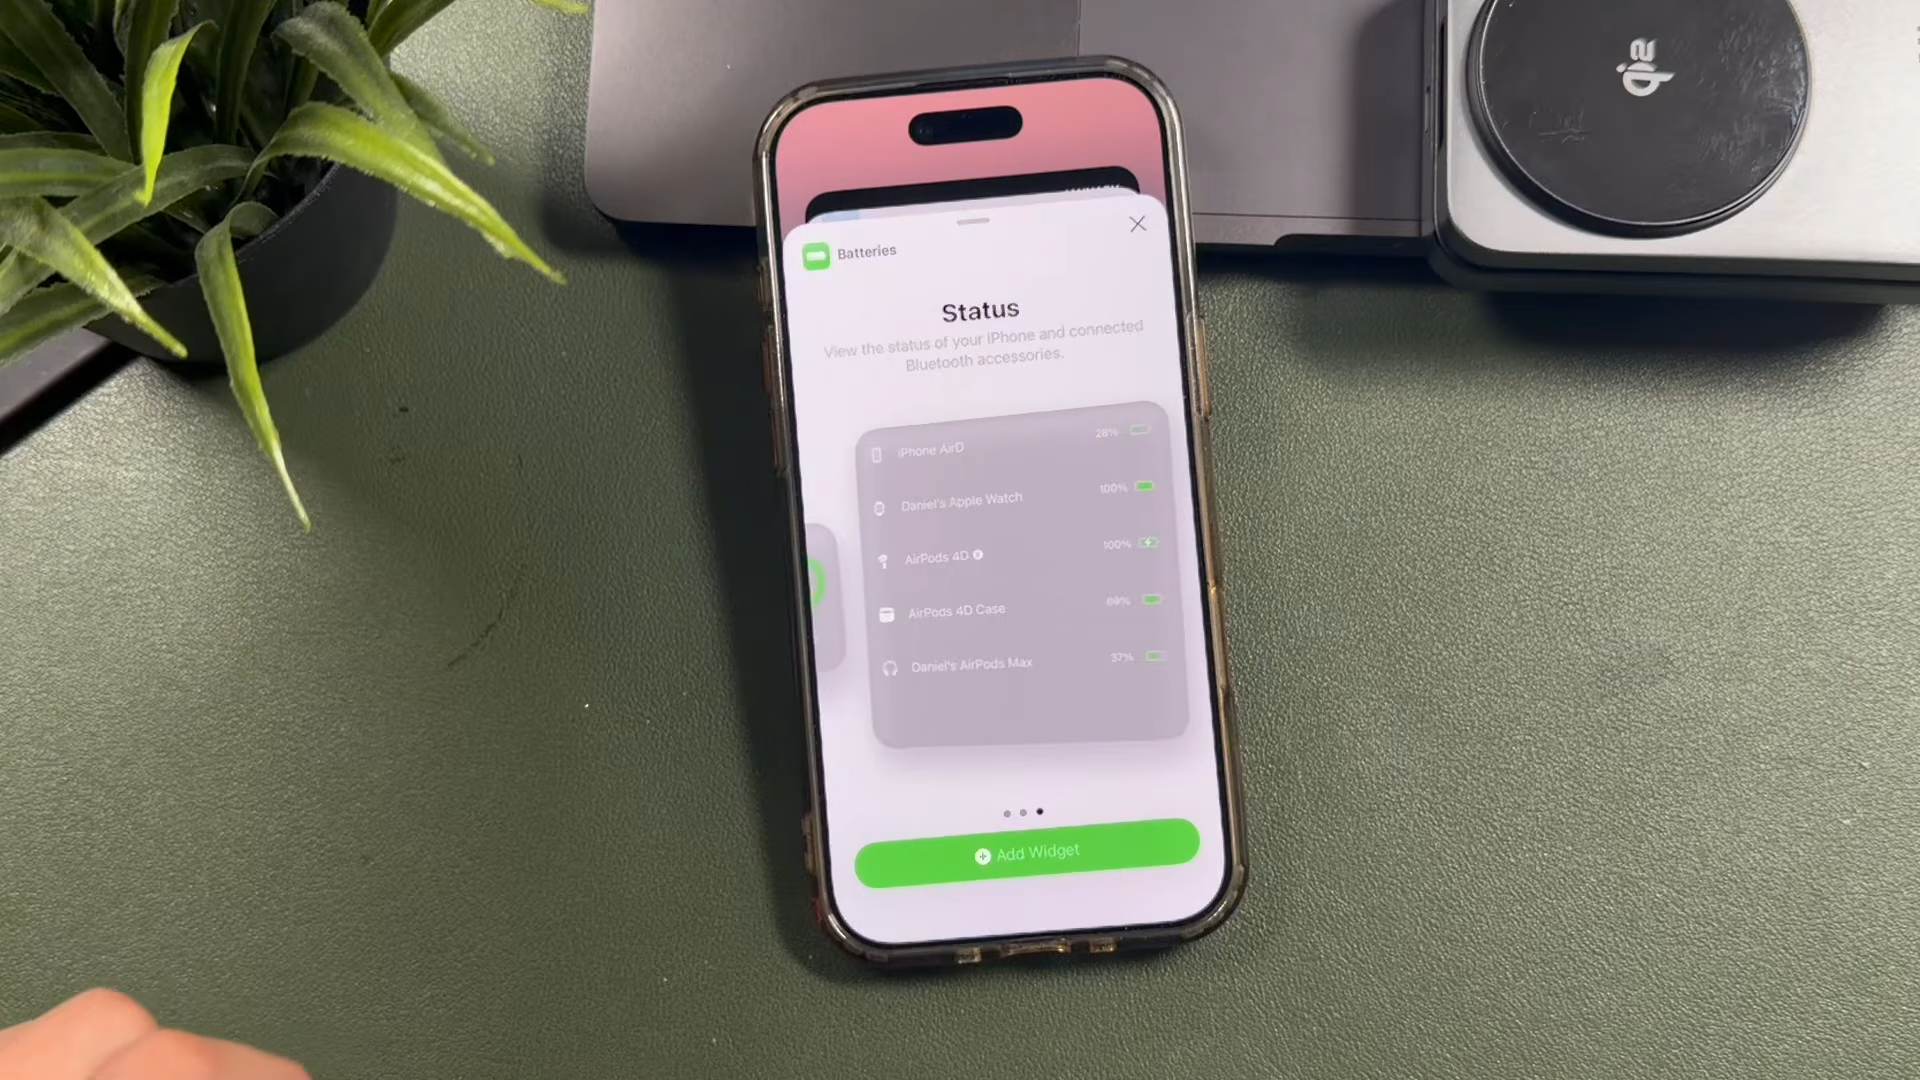 Qi2
Batteries
Status
View the status of your iPhone and connected
Bluetooth accessories.
iPhone AirD 28%
Daniel's Apple Watch 100%
AirPods 4D 100%
AirPods 4D Case 69%
Daniel's AirPods Max 37%
Add Widget